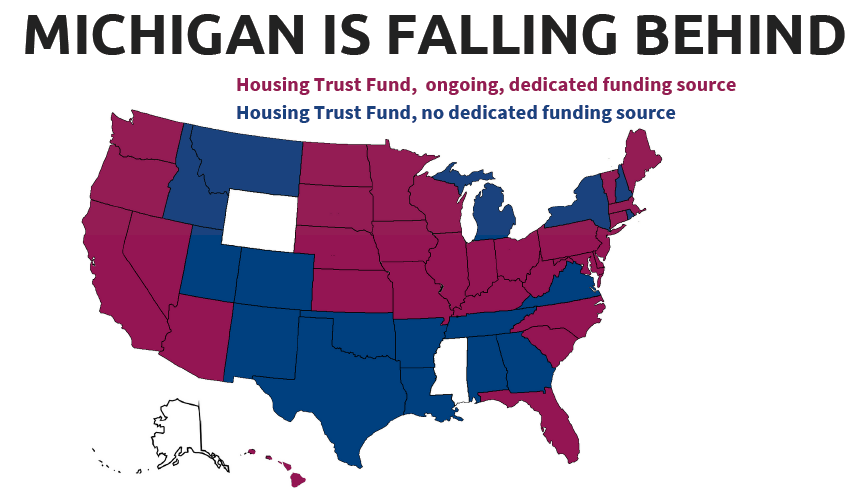 MICHIGAN IS FALLING BEHIND
Housing Trust Fund, ongoing, dedicated funding source
Housing Trust Fund, no dedicated funding source